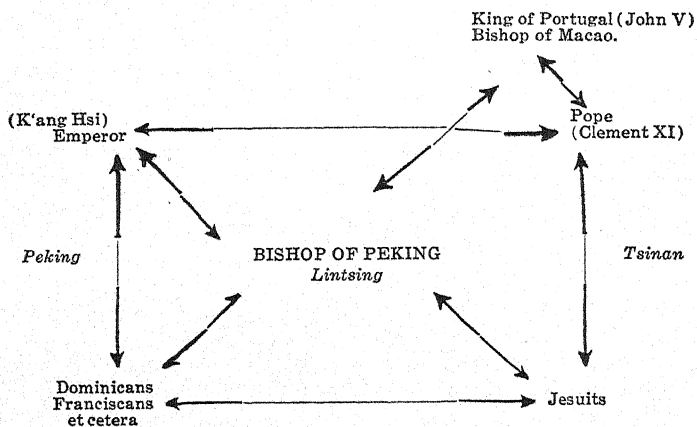 King of Portugal (John V)
Bishop of Macao.
(K‘ang Hsi)
Emperor
Pope
(Clement XI)
Peking
BISHOP OF PEKING
Lintsing
Tsinan
Dominicans
Franciscans
et cetera
Jesuits